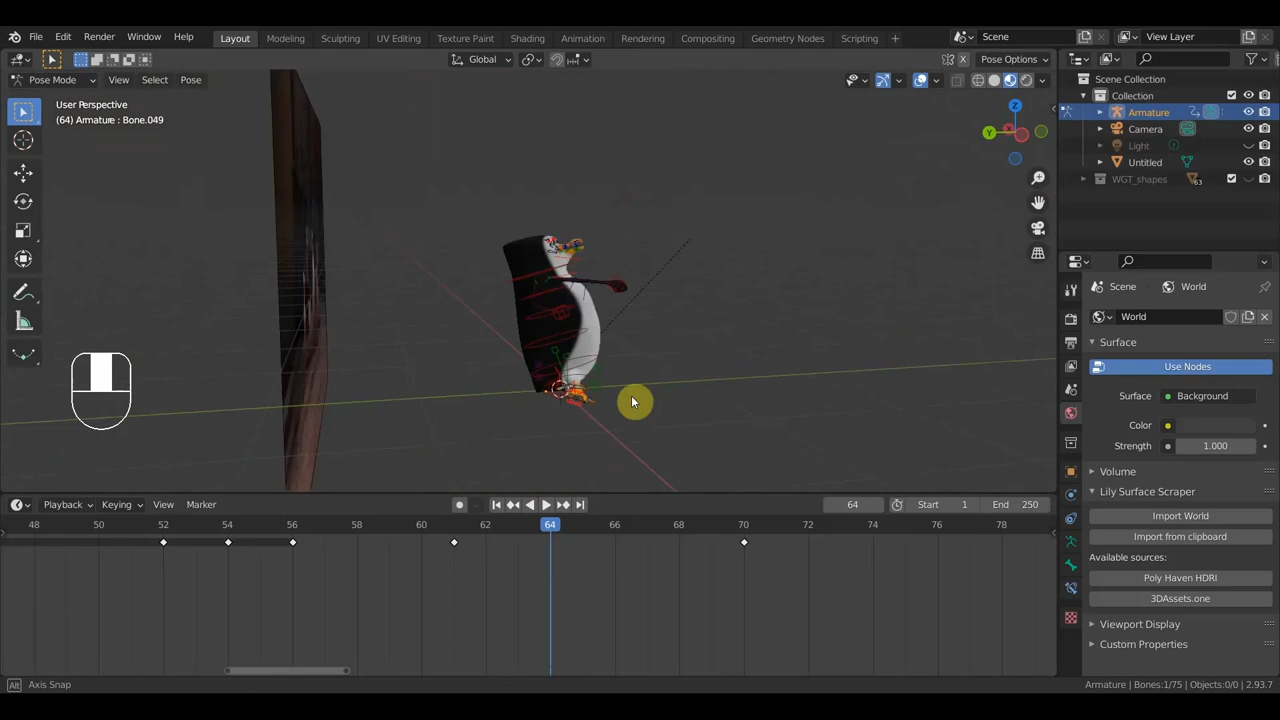 File Edit Render Window Help Layout Modeling Sculpting UV Editing Texture Paint Shading Animation Rendering Compositing Geometry Nodes Scripting + Scene View Layer
Global Pose Options
Pose Mode View Select Pose
User Perspective
(64) Armature : Bone.049
Z
Y
Scene Collection
Collection
Armature
Camera
Light
Untitled
WGT_shapes 63
Scene World
World
Surface
Use Nodes
Surface Background
Color
Strength 1.000
Volume
Lily Surface Scraper
Import World
Import from clipboard
Available sources:
Poly Haven HDRI
3DAssets.one
Viewport Display
Custom Properties
Playback Keying View Marker 64 Start 1 End 250
48 50 52 54 56 58 60 62 64 66 68 70 72 74 76 78
Alt Axis Snap Armature | Bones:1/75 | Objects:0/0 | 2.93.7